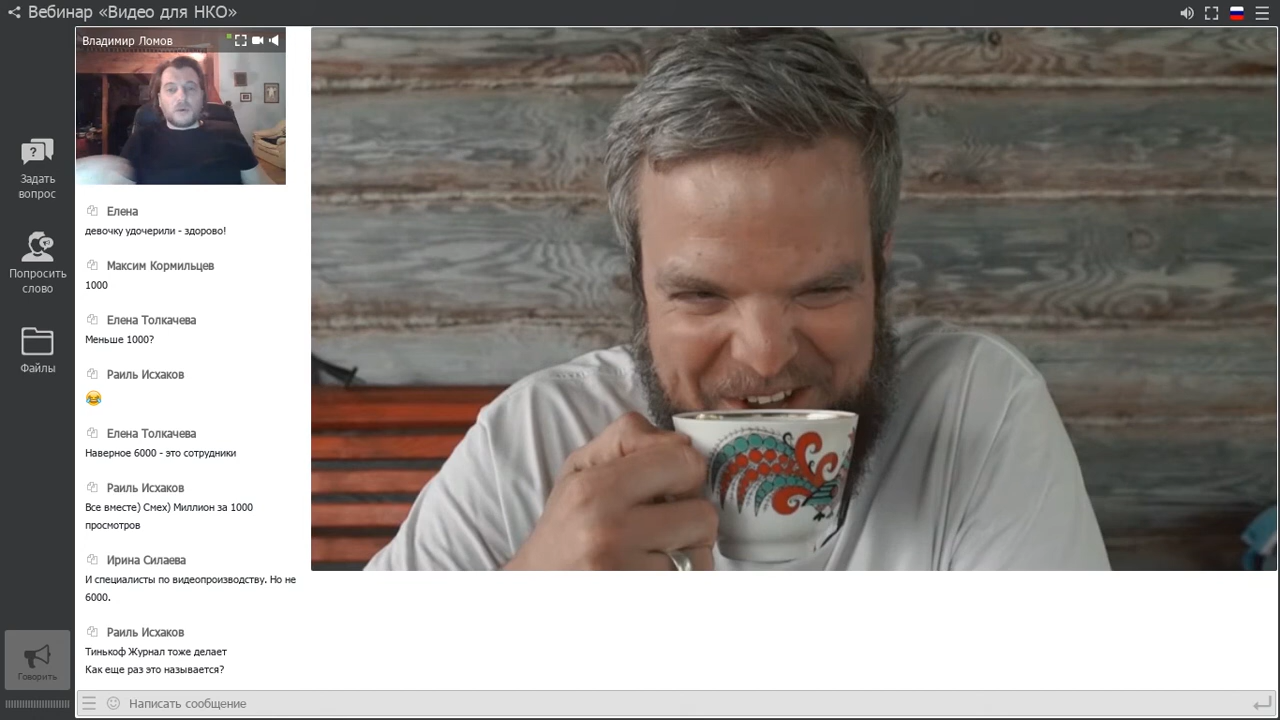 Вебинар «Видео для НКО»
Владимир Ломов
Задать
вопрос
Попросить
слово
Файлы
Говорить
Елена
девочку удочерили - здорово!
Максим Кормильцев
1000
Елена Толкачева
Меньше 1000?
Раиль Исхаков
Елена Толкачева
Наверное 6000 - это сотрудники
Раиль Исхаков
Все вместе) Смех) Миллион за 1000
просмотров
Ирина Силаева
И специалисты по видеопроизводству. Но не
6000.
Раиль Исхаков
Тинькоф Журнал тоже делает
Как еще раз это называется?
Написать сообщение